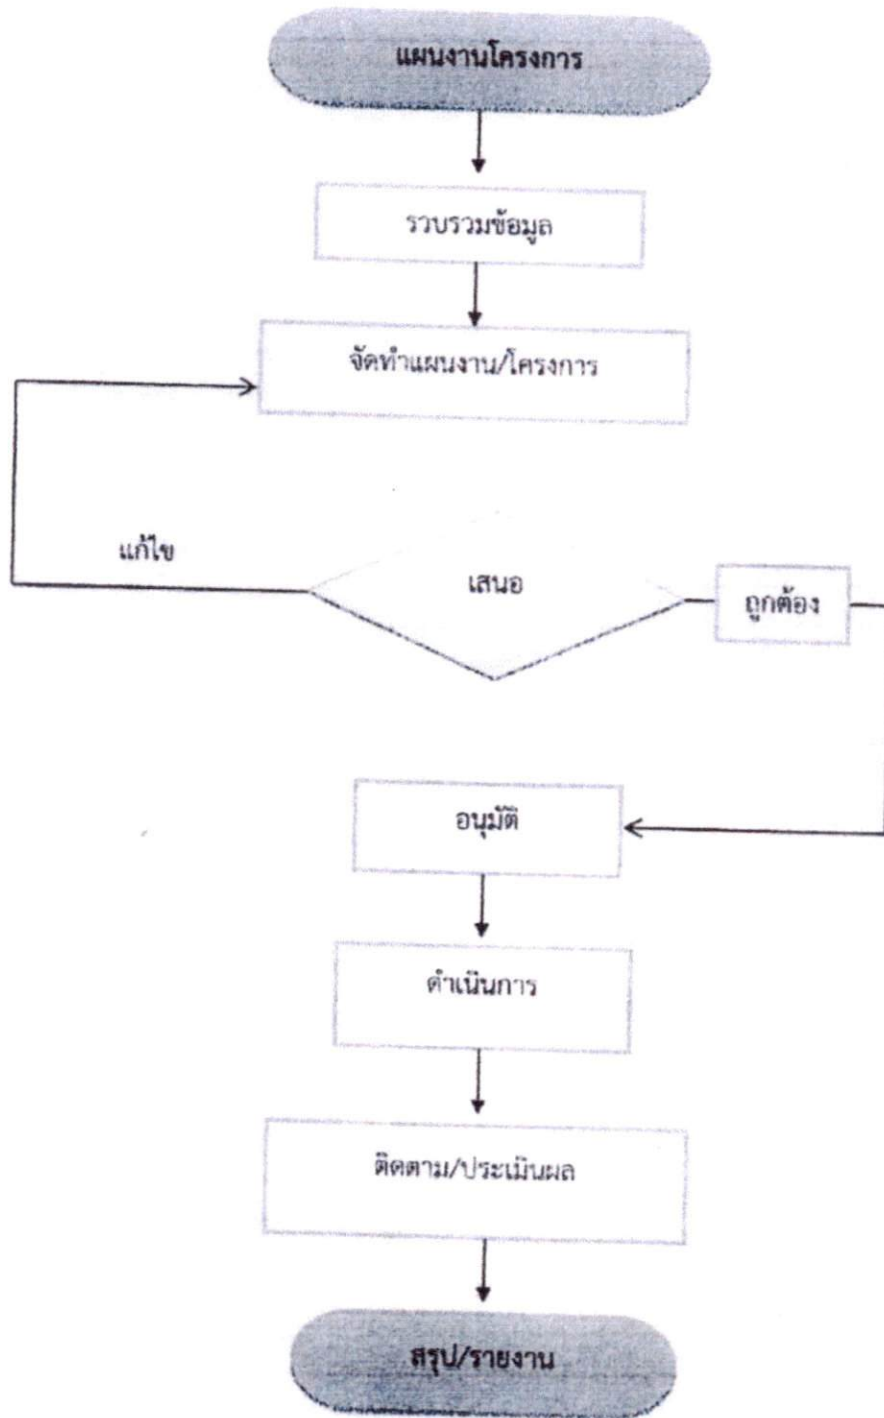 แผนงานโครงการ
รวบรวมข้อมูล
จัดทำแผนงาน/โครงการ
แก้ไข
เสนอ
ถูกต้อง
อนุมัติ
ดำเนินการ
ติดตาม/ประเมินผล
สรุป/รายงาน